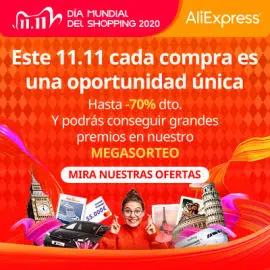 11.11
DÍA MUNDIAL
DEL SHOPPING 2020
AliExpress
Este 11.11 cada compra es
una oportunidad única
Hasta -70% dto.
Y podrás conseguir grandes
premios en nuestro
MEGASORTEO
MIRA NUESTRAS OFERTAS